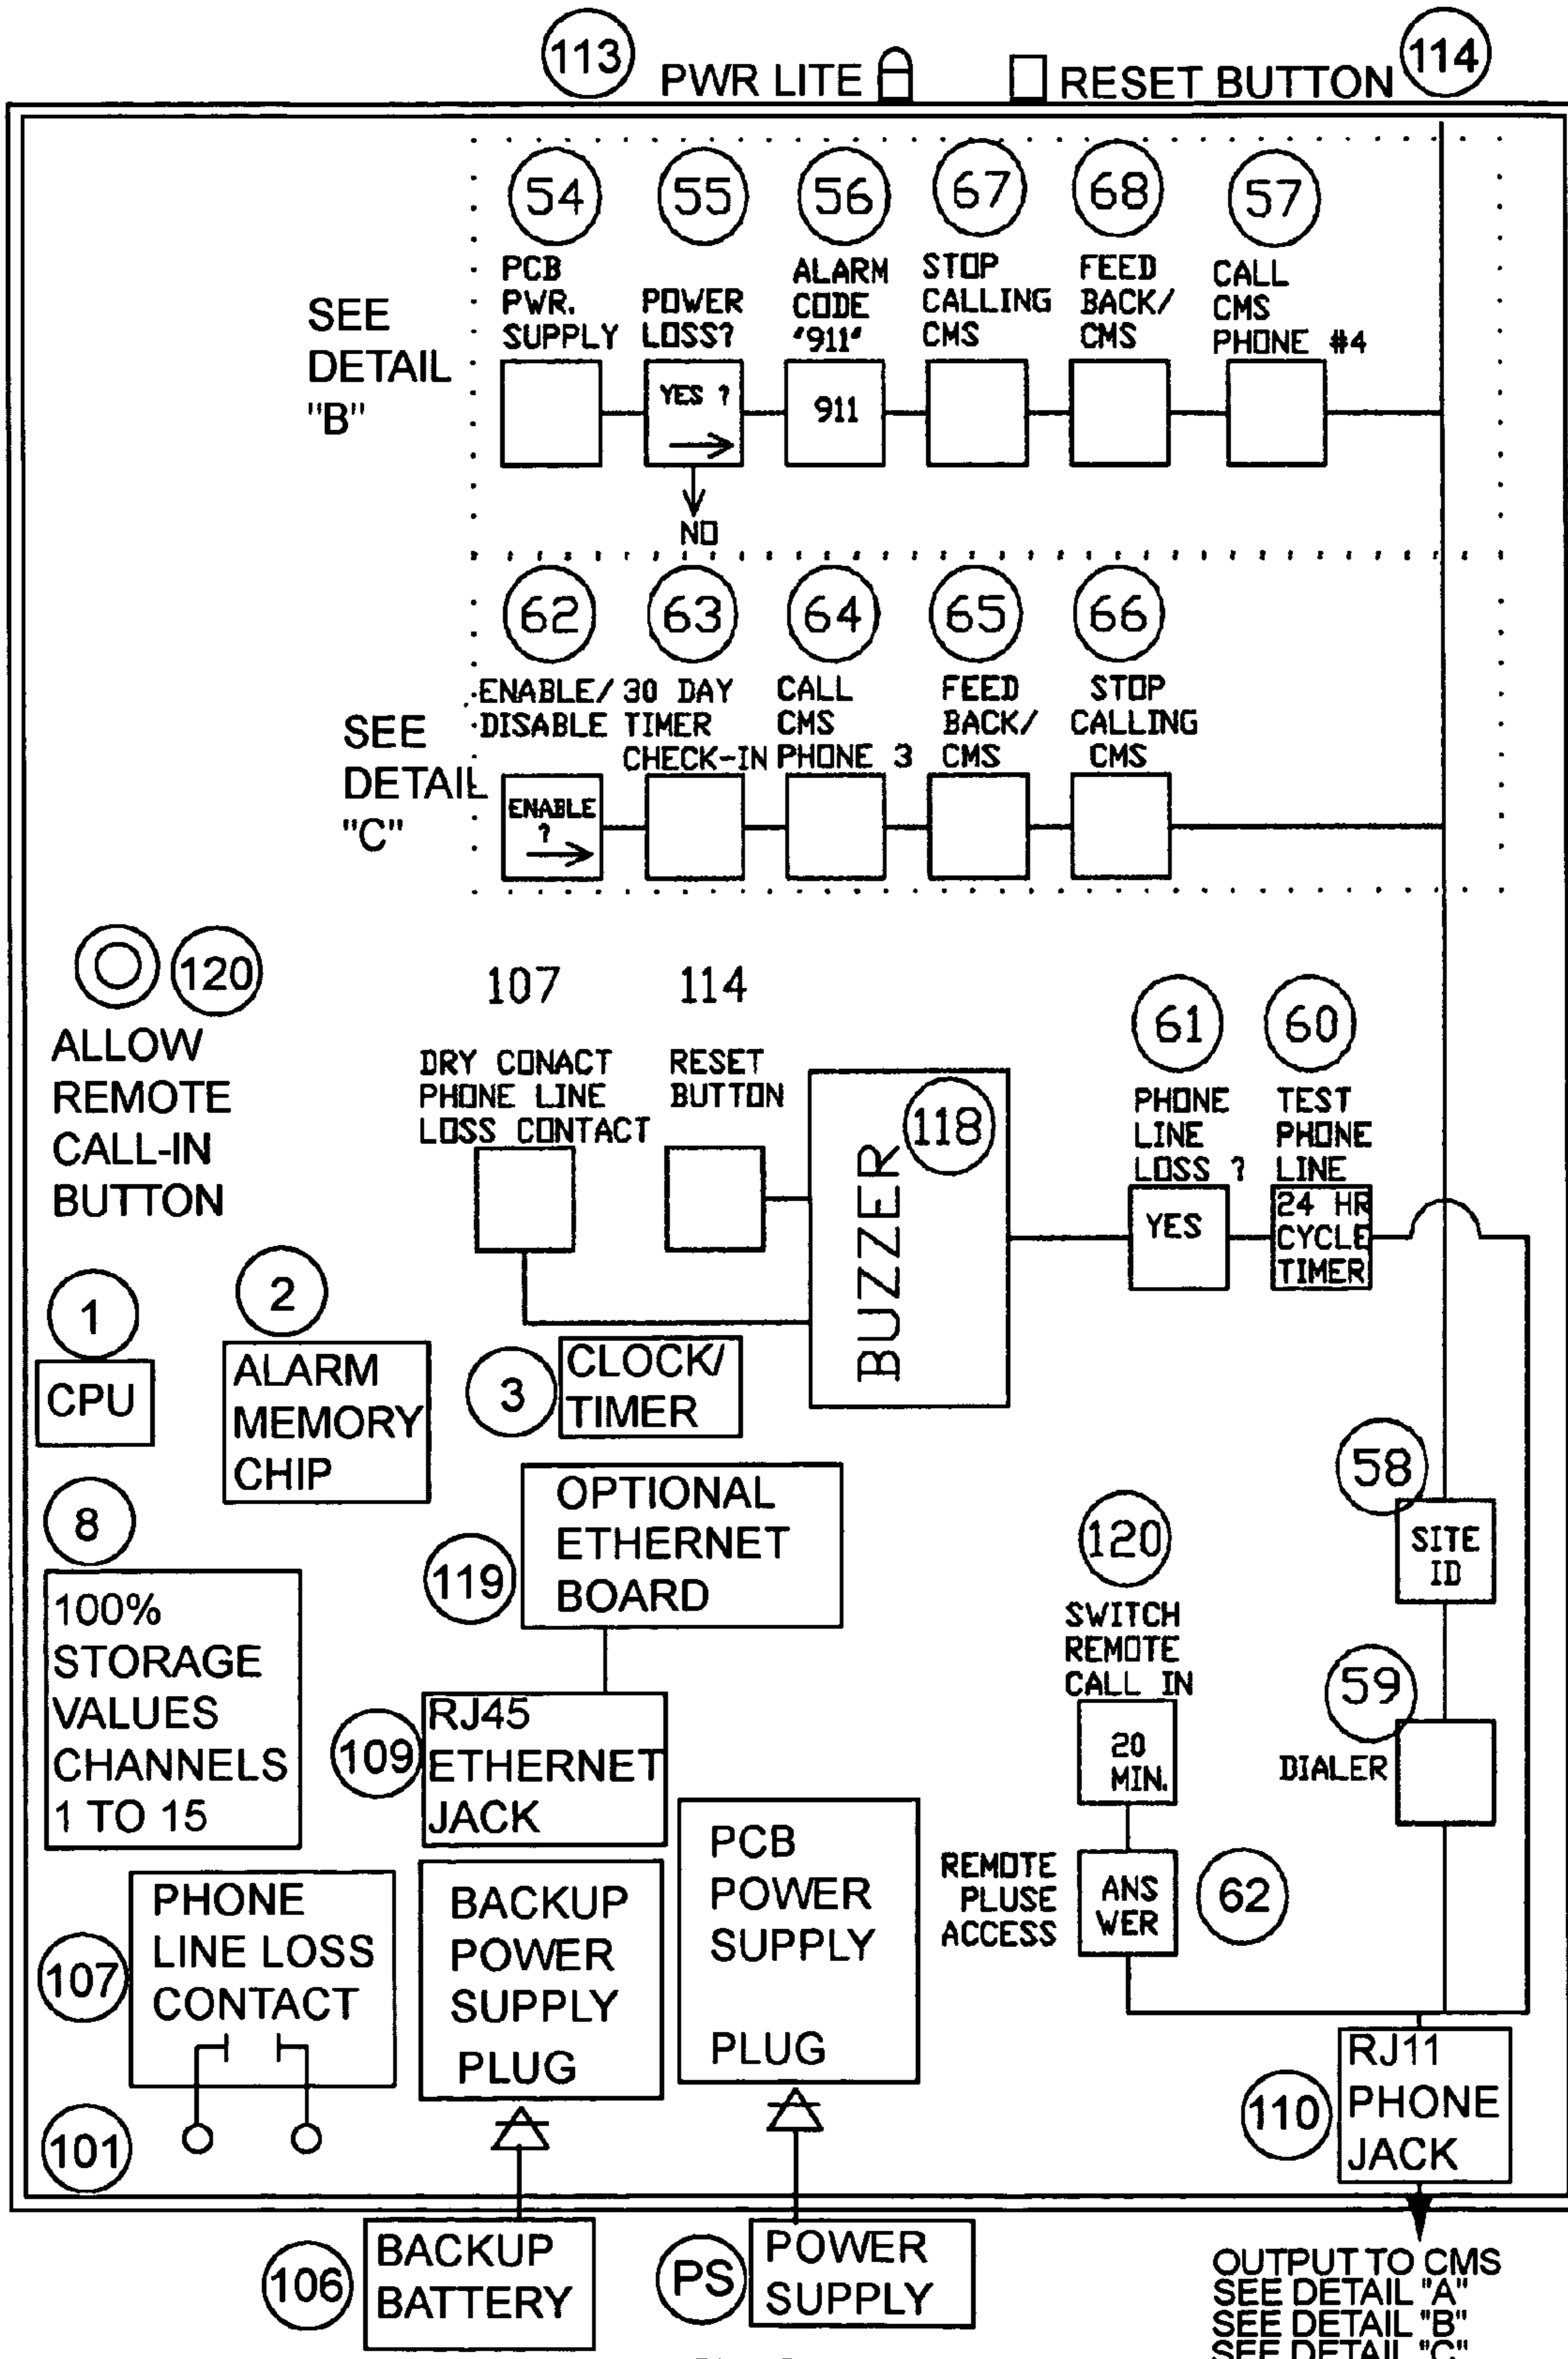 113 PWR LITE RESET BUTTON 114
54 55 56 67 68 57
SEE
DETAIL
"B"
PCB
PWR.
SUPPLY
POWER
LOSS?
ALARM
CODE
"911"
STOP
CALLING
CMS
FEED
BACK/
CMS
CALL
CMS
PHONE #4
YES ?
911
NO
62 63 64 65 66
SEE
DETAIL
"C"
ENABLE/
DISABLE
30 DAY
TIMER
CHECK-IN
CALL
CMS
PHONE 3
FEED
BACK/
CMS
STOP
CALLING
CMS
ENABLE
?
120
ALLOW
REMOTE
CALL-IN
BUTTON
107
DRY CONACT
PHONE LINE
LOSS CONTACT
114
RESET
BUTTON
118
BUZZER
61
PHONE
LINE
LOSS ?
YES
60
TEST
PHONE
LINE
24 HR
CYCLE
TIMER
1
CPU
2
ALARM
MEMORY
CHIP
3
CLOCK/
TIMER
8
100%
STORAGE
VALUES
CHANNELS
1 TO 15
119
OPTIONAL
ETHERNET
BOARD
109
RJ45
ETHERNET
JACK
58
SITE
ID
120
SWITCH
REMOTE
CALL IN
20
MIN.
59
DIALER
REMOTE
PLUSE
ACCESS
ANS
WER
62
107
PHONE
LINE LOSS
CONTACT
101
BACKUP
POWER
SUPPLY
PLUG
PCB
POWER
SUPPLY
PLUG
110
RJ11
PHONE
JACK
106
BACKUP
BATTERY
PS
POWER
SUPPLY
OUTPUT TO CMS
SEE DETAIL "A"
SEE DETAIL "B"
SEE DETAIL "C"